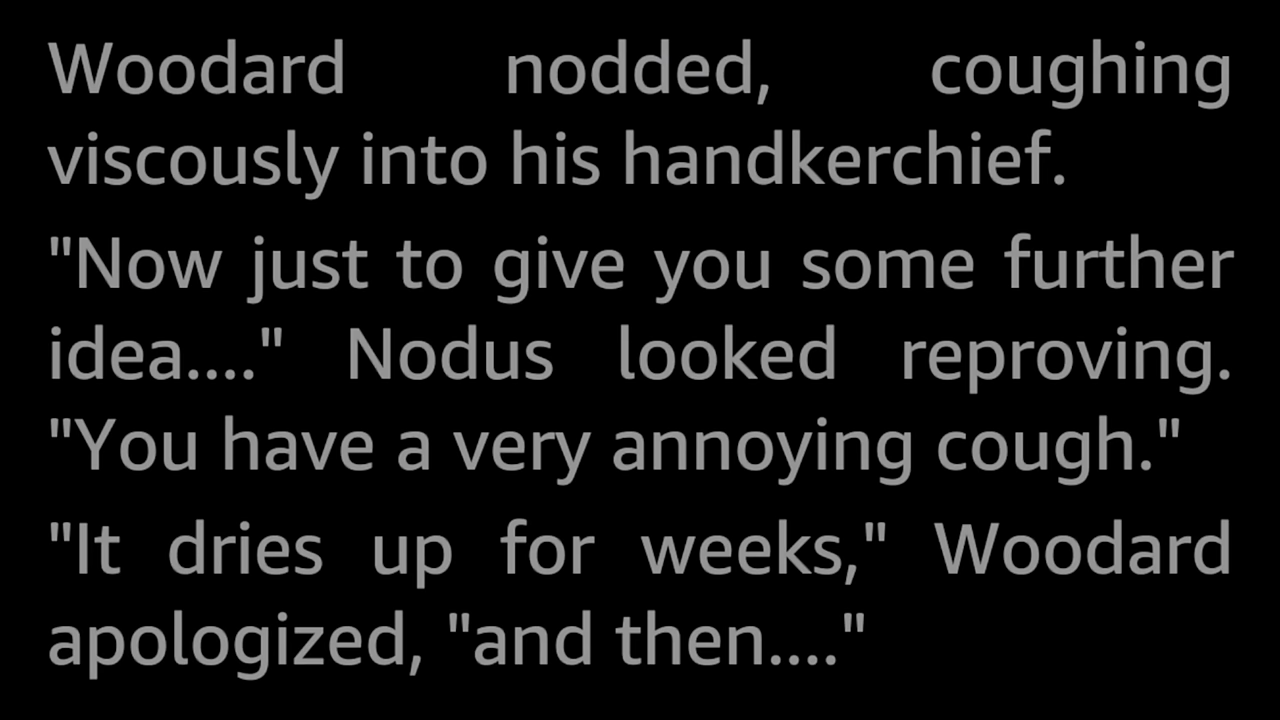 Woodard nodded, coughing
viscously into his handkerchief.
"Now just to give you some further
idea...." Nodus looked reproving.
"You have a very annoying cough."
"It dries up for weeks," Woodard
apologized, "and then...."